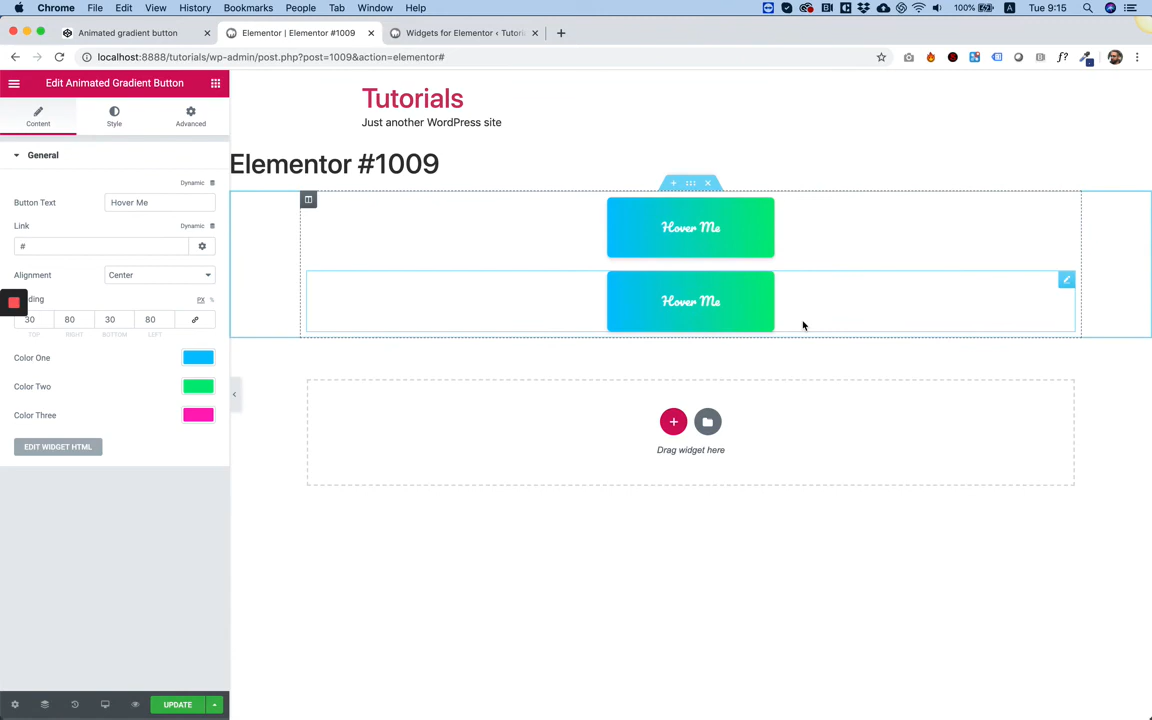 Chrome File Edit View History Bookmarks People Tab Window Help 100% A Tue 9:15
Animated gradient button
Elementor | Elementor #1009
Widgets for Elementor ‹ Tutori
localhost:8888/tutorials/wp-admin/post.php?post=1009&action=elementor#
Edit Animated Gradient Button
Content Style Advanced
General
Dynamic
Button Text Hover Me
Link Dynamic
#
Alignment Center
ding PX %
30 80 30 80
TOP RIGHT BOTTOM LEFT
Color One
Color Two
Color Three
EDIT WIDGET HTML
UPDATE
Tutorials
Just another WordPress site
Elementor #1009
Hover Me
Hover Me
Drag widget here